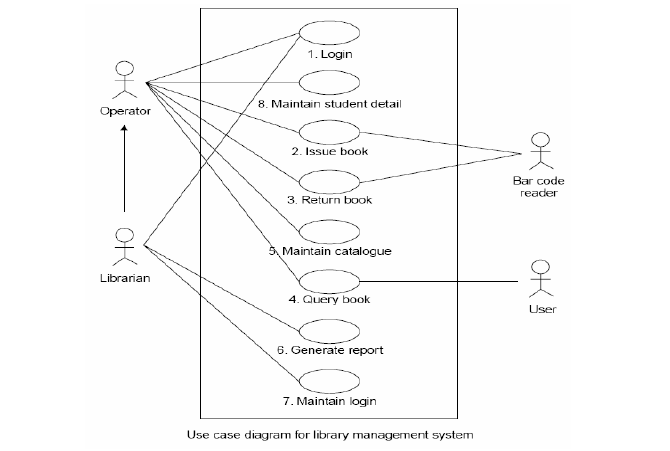 1. Login
8. Maintain student detail
Operator
2. Issue book
Bar code
reader
3. Return book
5. Maintain catalogue
Librarian
4. Query book
User
6. Generate report
7. Maintain login
Use case diagram for library management system